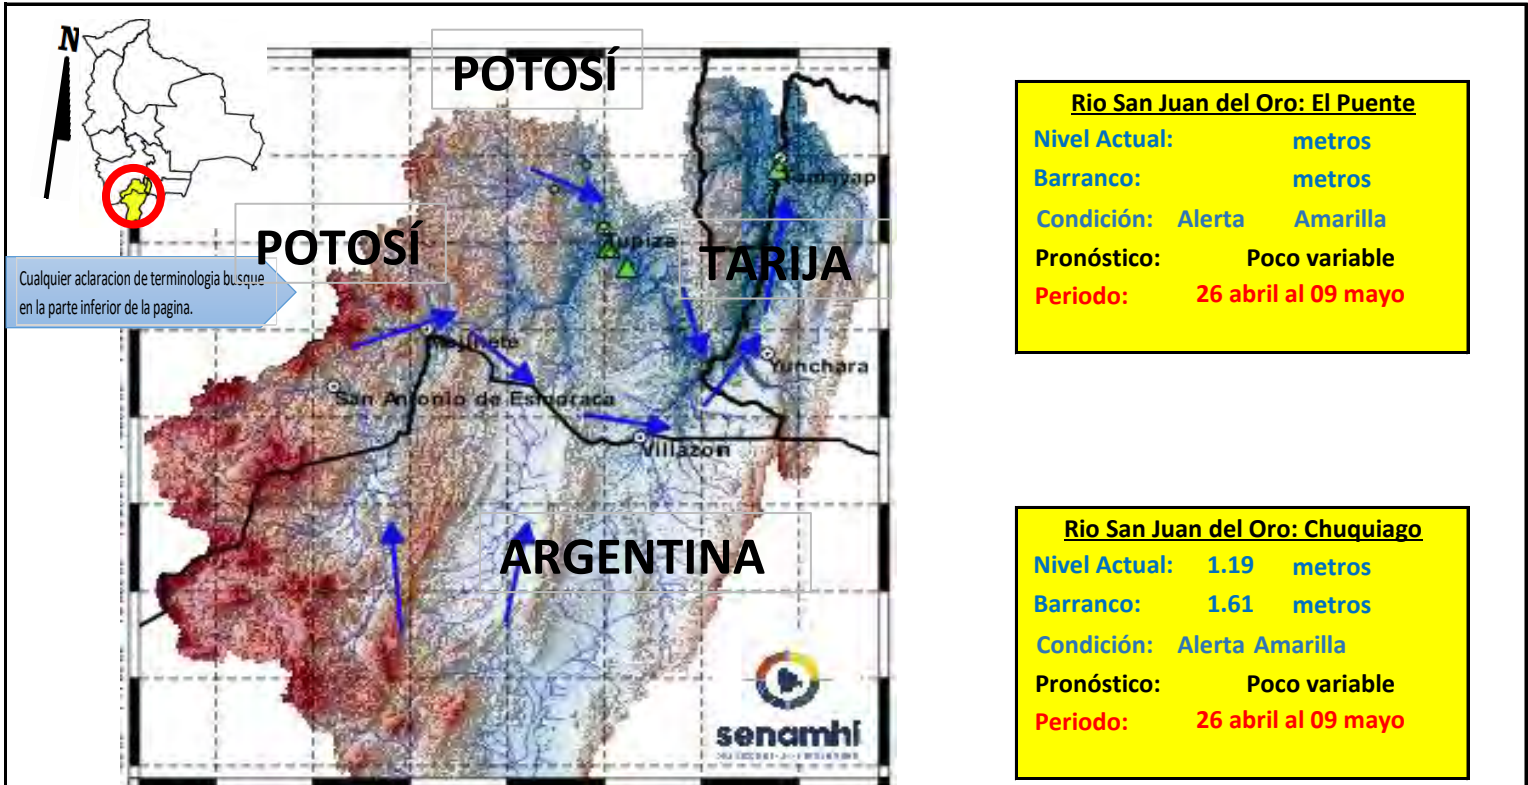 N
POTOSÍ
POTOSÍ
TARIJA
ARGENTINA
Cualquier aclaracion de terminologia busque
en la parte inferior de la pagina.
Tupiza
San Antonio de Esmoraca
Yunchara
Villazon
senamhi
Rio San Juan del Oro: El Puente
Nivel Actual: metros
Barranco: metros
Condición: Alerta Amarilla
Pronóstico: Poco variable
Periodo: 26 abril al 09 mayo
Rio San Juan del Oro: Chuquiago
Nivel Actual: 1.19 metros
Barranco: 1.61 metros
Condición: Alerta Amarilla
Pronóstico: Poco variable
Periodo: 26 abril al 09 mayo